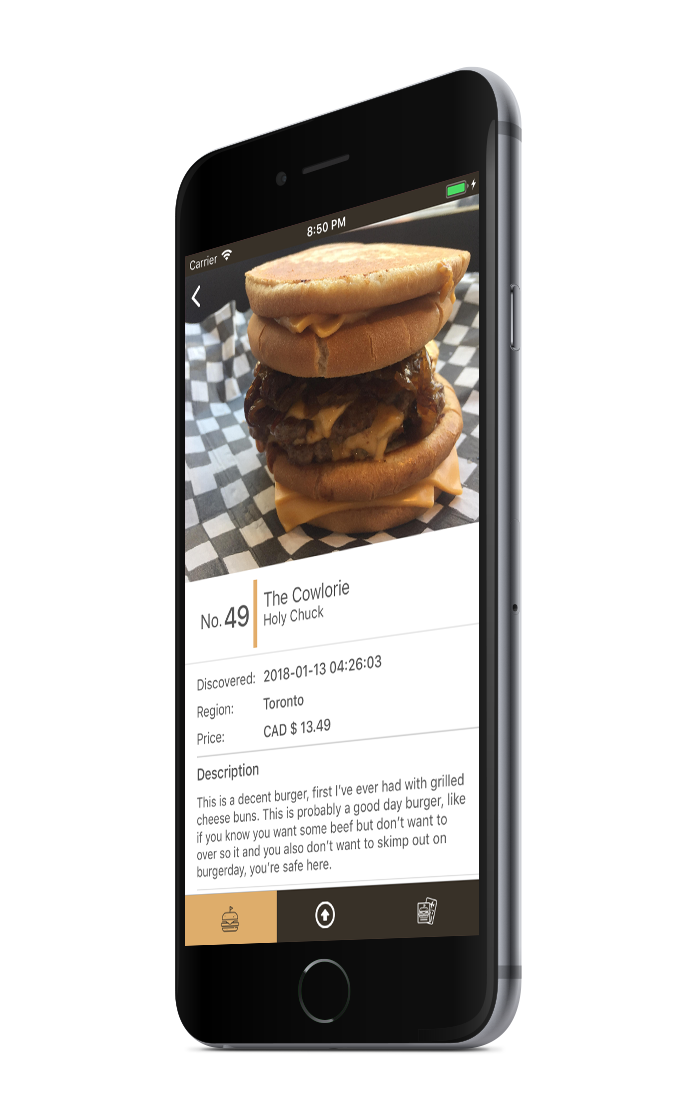 8:50 PM
Carrier
No. 49
The Cowlorie
Holy Chuck
Discovered: 2018-01-13 04:26:03
Region: Toronto
Price: CAD $ 13.49
Description
This is a decent burger, first I've ever had with grilled
cheese buns. This is probably a good day burger, like
if you know you want some beef but don't want to
over so it and you also don't want to skimp out on
burgerday, you're safe here.